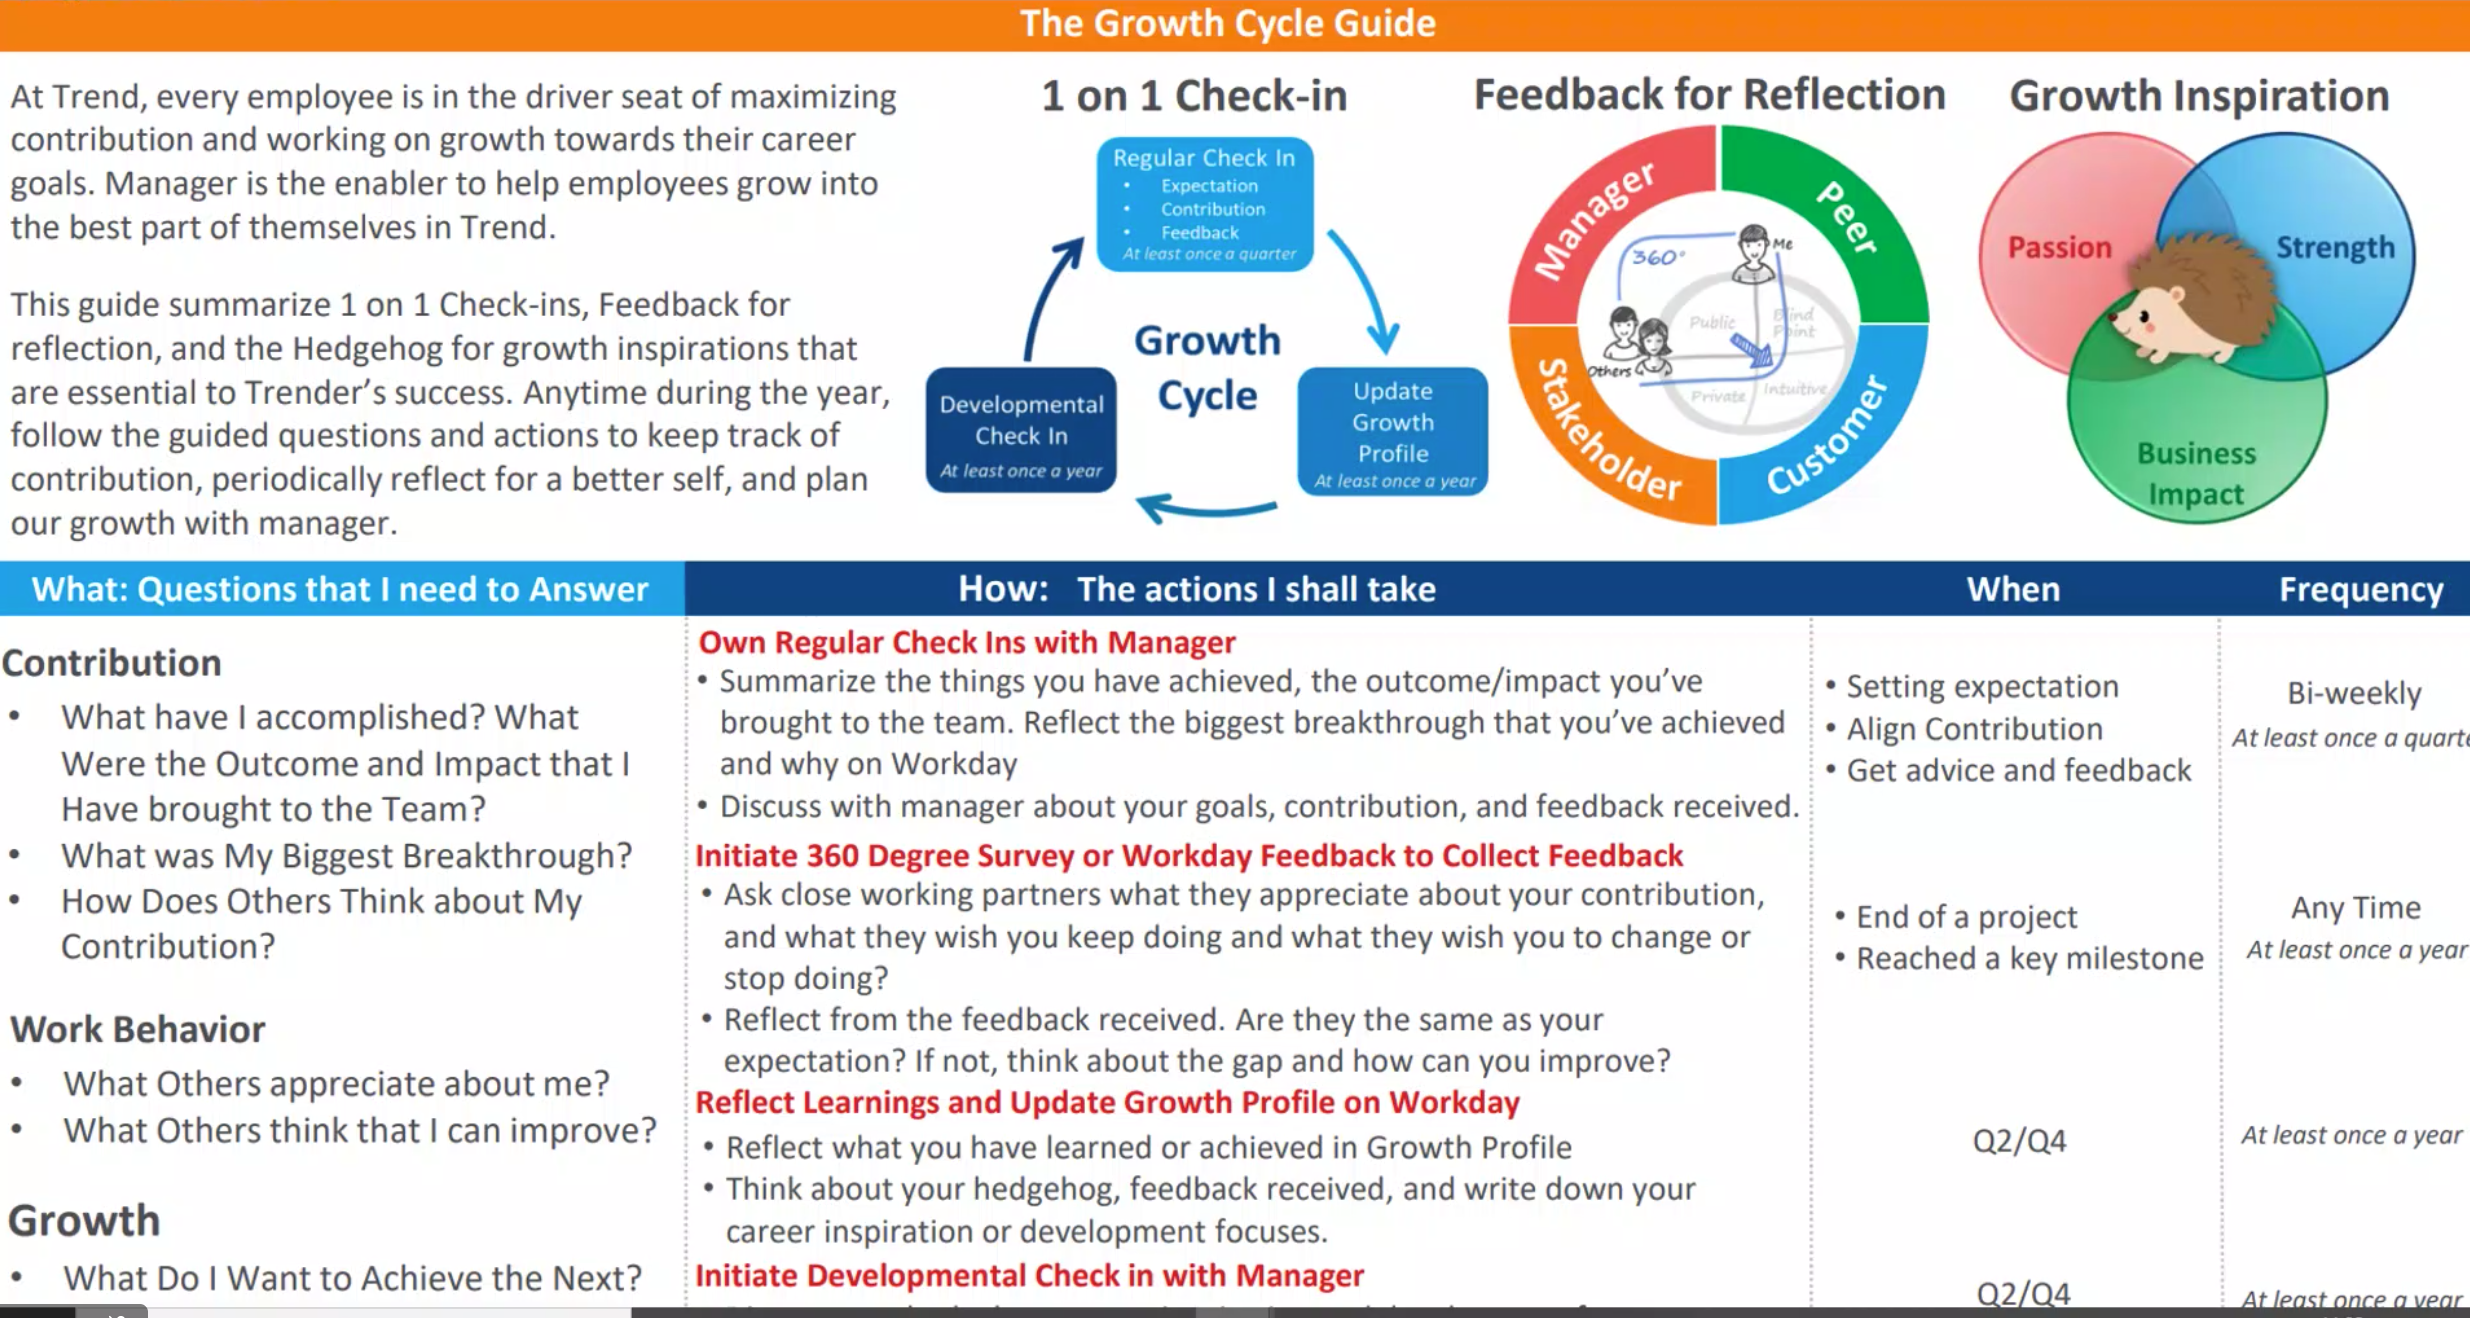 The Growth Cycle Guide
At Trend, every employee is in the driver seat of maximizing
contribution and working on growth towards their career
goals. Manager is the enabler to help employees grow into
the best part of themselves in Trend.
This guide summarize 1 on 1 Check-ins, Feedback for
reflection, and the Hedgehog for growth inspirations that
are essential to Trender’s success. Anytime during the year,
follow the guided questions and actions to keep track of
contribution, periodically reflect for a better self, and plan
our growth with manager.
1 on 1 Check-in
Regular Check In
• Expectation
• Contribution
• Feedback
At least once a quarter
Growth
Cycle
Developmental
Check In
At least once a year
Update
Growth
Profile
At least once a year
Feedback for Reflection
Manager
Peer
Stakeholder
Customer
360°
Me
Others
Public
Blind
Point
Private
Intuitive
Growth Inspiration
Passion
Strength
Business
Impact
What: Questions that I need to Answer
Contribution
• What have I accomplished? What
Were the Outcome and Impact that I
Have brought to the Team?
• What was My Biggest Breakthrough?
• How Does Others Think about My
Contribution?
Work Behavior
• What Others appreciate about me?
• What Others think that I can improve?
Growth
• What Do I Want to Achieve the Next?
How: The actions I shall take
Own Regular Check Ins with Manager
• Summarize the things you have achieved, the outcome/impact you’ve
brought to the team. Reflect the biggest breakthrough that you’ve achieved
and why on Workday
• Discuss with manager about your goals, contribution, and feedback received.
Initiate 360 Degree Survey or Workday Feedback to Collect Feedback
• Ask close working partners what they appreciate about your contribution,
and what they wish you keep doing and what they wish you to change or
stop doing?
• Reflect from the feedback received. Are they the same as your
expectation? If not, think about the gap and how can you improve?
Reflect Learnings and Update Growth Profile on Workday
• Reflect what you have learned or achieved in Growth Profile
• Think about your hedgehog, feedback received, and write down your
career inspiration or development focuses.
Initiate Developmental Check in with Manager
When
• Setting expectation
• Align Contribution
• Get advice and feedback
• End of a project
• Reached a key milestone
Q2/Q4
Q2/Q4
Frequency
Bi-weekly
At least once a quarte
Any Time
At least once a year
At least once a year
At least once a year